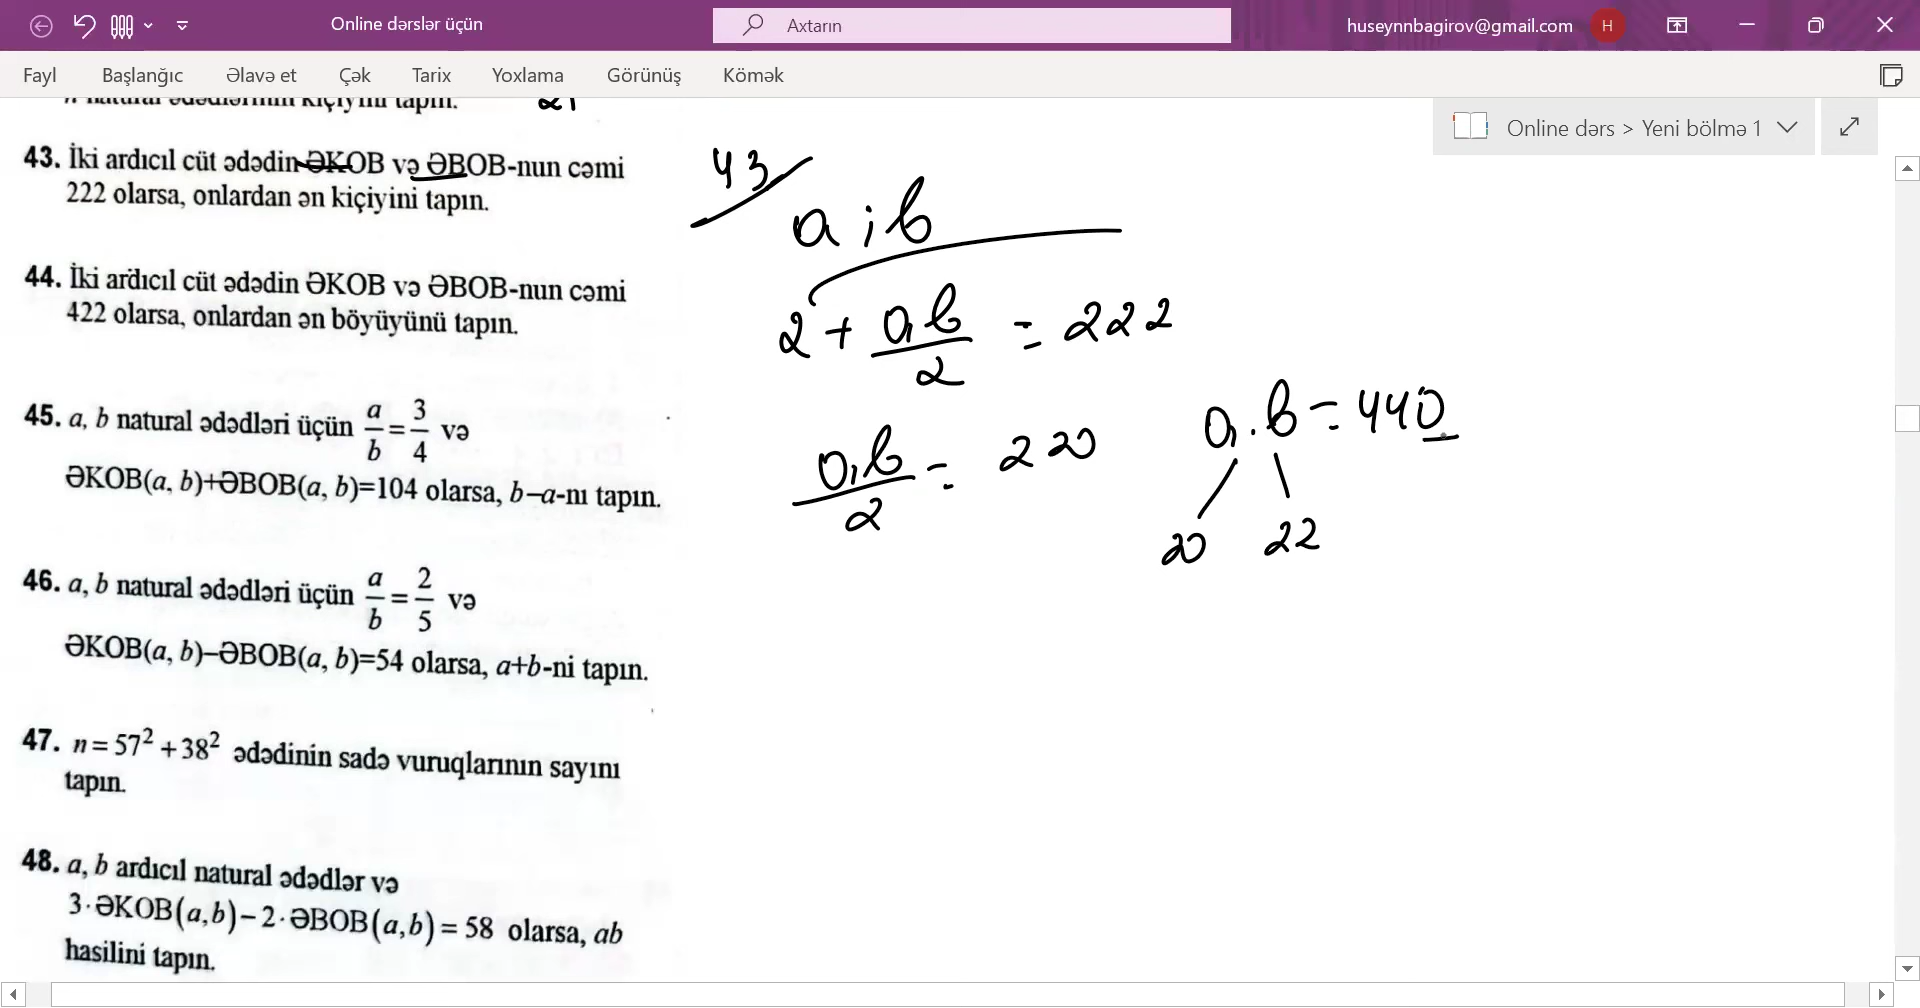 Online dərslər üçün
Axtarın
huseynnbagirov@gmail.com
H
Fayl Başlanğıc Əlavə et Çək Tarix Yoxlama Görünüş Kömək
Online dərs > Yeni bölmə 1
n natural ədədlərinin kiçiyini tapın. 21
43. İki ardıcıl cüt ədədin ƏKOB və ƏBOB-nun cəmi
222 olarsa, onlardan ən kiçiyini tapın.
44. İki ardıcıl cüt ədədin ƏKOB və ƏBOB-nun cəmi
422 olarsa, onlardan ən böyüyünü tapın.
45. a, b natural ədədləri üçün a/b = 3/4 və
ƏKOB(a, b)+ƏBOB(a, b)=104 olarsa, b–a-nı tapın.
46. a, b natural ədədləri üçün a/b = 2/5 və
ƏKOB(a, b)–ƏBOB(a, b)=54 olarsa, a+b-ni tapın.
47. n = 57² + 38² ədədinin sadə vuruqlarının sayını
tapın.
48. a, b ardıcıl natural ədədlər və
3·ƏKOB(a,b) – 2·ƏBOB(a,b) = 58 olarsa, ab
hasilini tapın.
43
a ; b
2 + a b / 2 = 222
a b / 2 = 220
a . b = 440
20 22